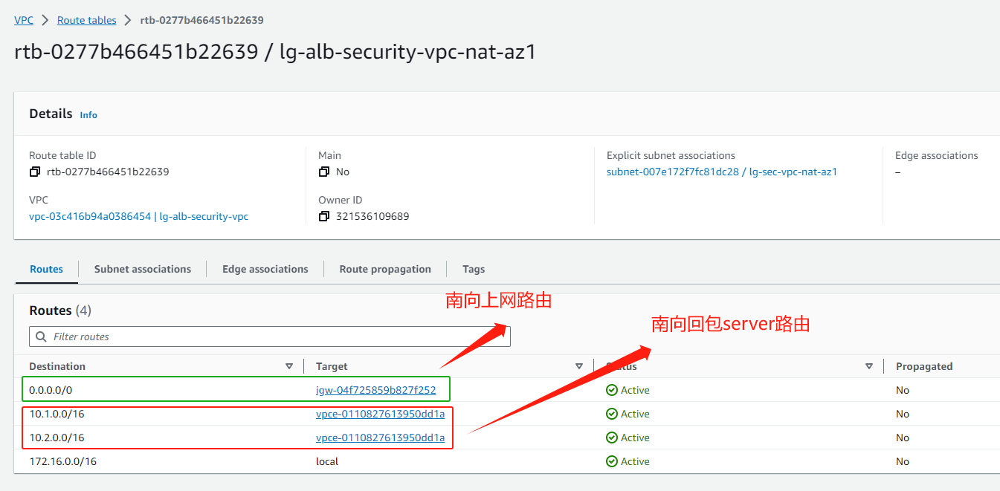 VPC > Route tables > rtb-0277b466451b22639
rtb-0277b466451b22639 / lg-alb-security-vpc-nat-az1
Details Info
Route table ID
rtb-0277b466451b22639
Main
No
Explicit subnet associations
subnet-007e172f7fc81dc28 / lg-sec-vpc-nat-az1
Edge associations
–
VPC
vpc-03c416b94a0386454 | lg-alb-security-vpc
Owner ID
321536109689
Routes Subnet associations Edge associations Route propagation Tags
南向上网路由
南向回包server路由
Routes (4)
Filter routes
Destination Target Status Propagated
0.0.0.0/0 igw-04f725859b827f252 Active No
10.1.0.0/16 vpce-0110827613950dd1a Active No
10.2.0.0/16 vpce-0110827613950dd1a Active No
172.16.0.0/16 local Active No